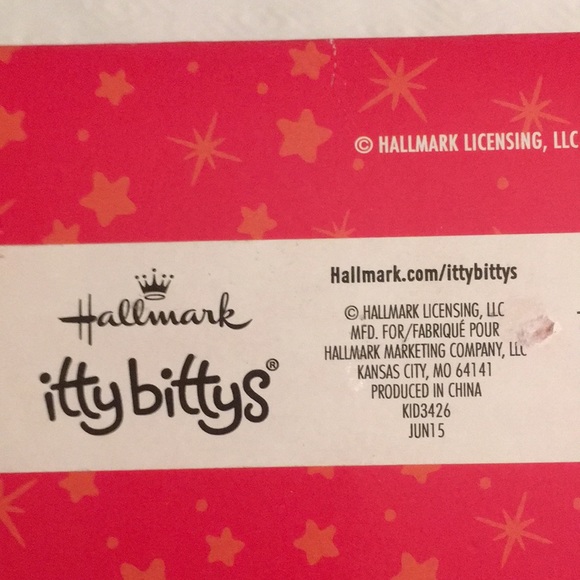 © HALLMARK LICENSING, LLC
Hallmark
itty bittys®
Hallmark.com/ittybittys
© HALLMARK LICENSING, LLC
MFD. FOR/FABRIQUÉ POUR
HALLMARK MARKETING COMPANY, LLC
KANSAS CITY, MO 64141
PRODUCED IN CHINA
KID3426
JUN15